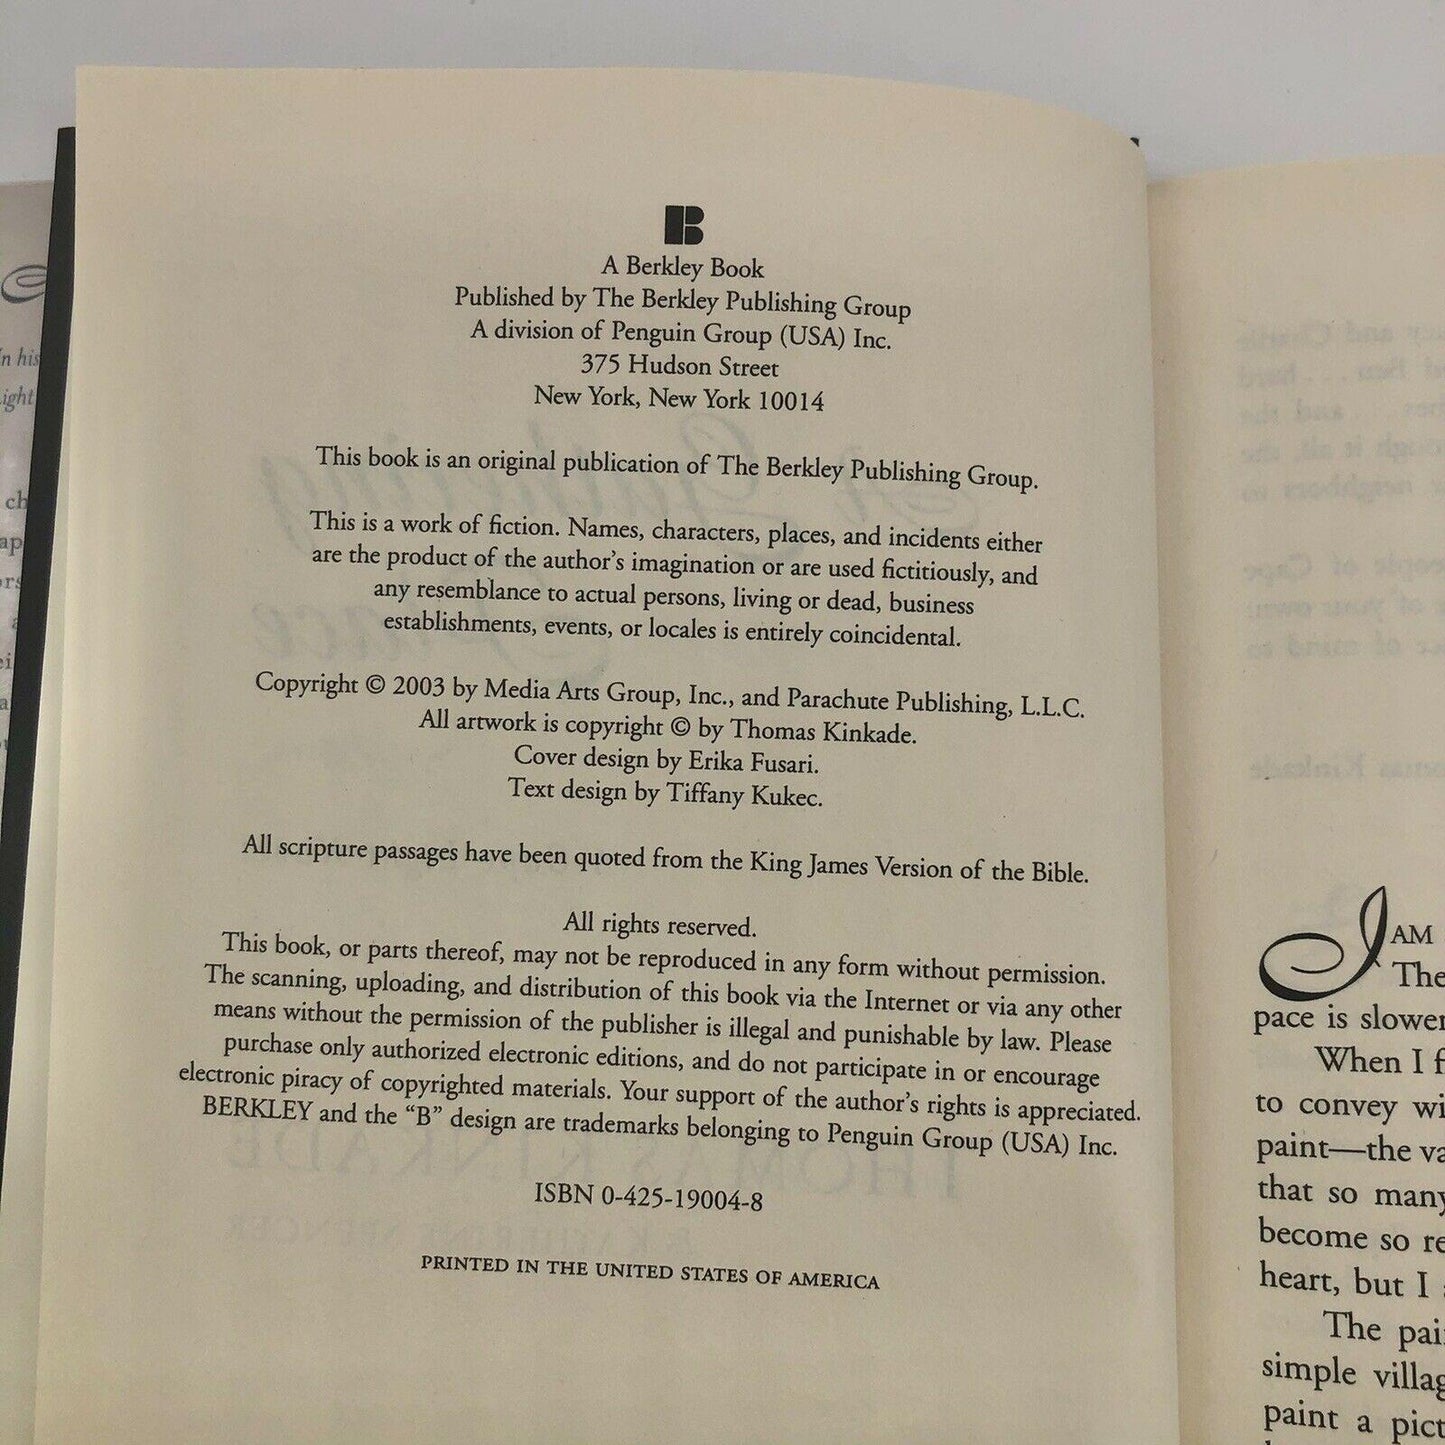 B
A Berkley Book
Published by The Berkley Publishing Group
A division of Penguin Group (USA) Inc.
375 Hudson Street
New York, New York 10014
This book is an original publication of The Berkley Publishing Group.
This is a work of fiction. Names, characters, places, and incidents either
are the product of the author's imagination or are used fictitiously, and
any resemblance to actual persons, living or dead, business
establishments, events, or locales is entirely coincidental.
Copyright © 2003 by Media Arts Group, Inc., and Parachute Publishing, L.L.C.
All artwork is copyright © by Thomas Kinkade.
Cover design by Erika Fusari.
Text design by Tiffany Kukec.
All scripture passages have been quoted from the King James Version of the Bible.
All rights reserved.
This book, or parts thereof, may not be reproduced in any form without permission.
The scanning, uploading, and distribution of this book via the Internet or via any other
means without the permission of the publisher is illegal and punishable by law. Please
purchase only authorized electronic editions, and do not participate in or encourage
electronic piracy of copyrighted materials. Your support of the author's rights is appreciated.
BERKLEY and the “B” design are trademarks belonging to Penguin Group (USA) Inc.
ISBN 0-425-19004-8
PRINTED IN THE UNITED STATES OF AMERICA
In his
I AM
The
pace is slower
When I f
to convey wi
paint—the va
that so many
become so re
heart, but I
The pai
simple villag
paint a pict